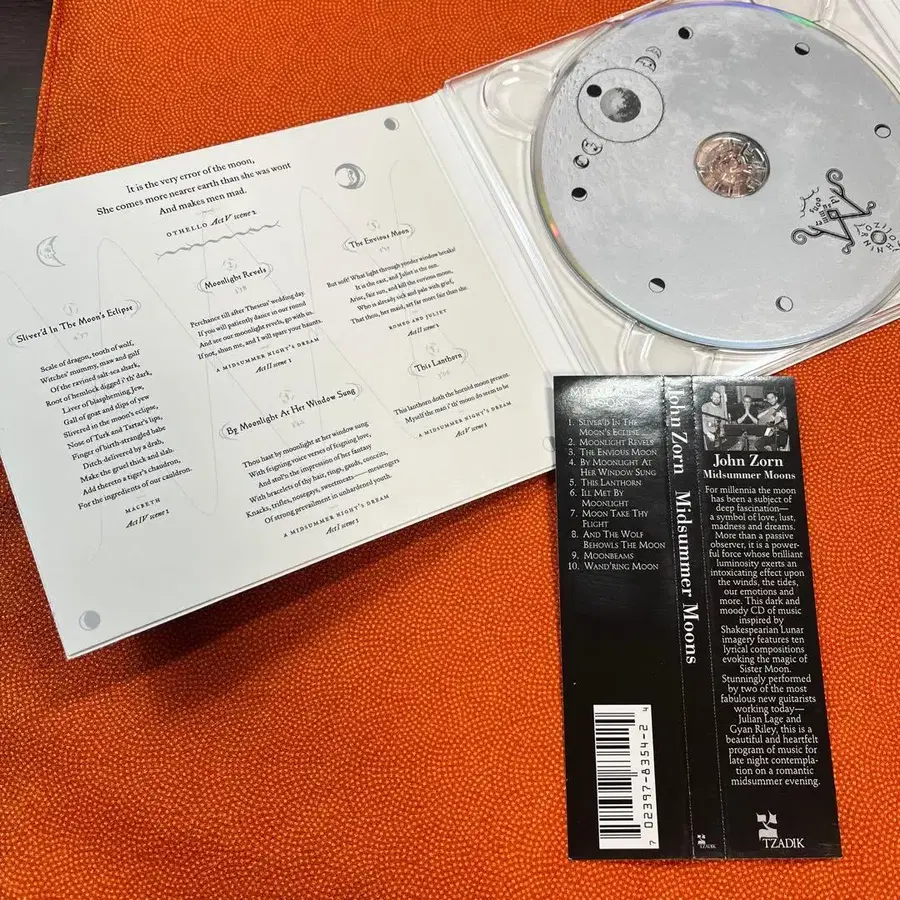 It is the very error of the moon,
She comes more nearer earth than she was wont
And makes men mad.
OTHELLO Act V scene 2
Sliver'd In The Moon's Eclipse
Scale of dragon, tooth of wolf,
Witches' mummy, maw and gulf
Of the ravined salt-sea shark,
Root of hemlock digged i' th' dark,
Liver of blaspheming Jew,
Gall of goat and slips of yew
Slivered in the moon's eclipse,
Nose of Turk and Tartar's lips,
Finger of birth-strangled babe
Ditch-delivered by a drab,
Make the gruel thick and slab.
Add thereto a tiger's chaudron,
For the ingredients of our cauldron.
MACBETH
Act IV scene 1
Moonlight Revels
Perchance till after Theseus' wedding day.
If you will patiently dance in our round
And see our moonlight revels, go with us.
If not, shun me, and I will spare your haunts.
A MIDSUMMER NIGHT'S DREAM
Act II scene 1
By Moonlight At Her Window Sung
Thou hast by moonlight at her window sung
With feigning voice verses of feigning love,
And stol'n the impression of her fantasy
With bracelets of thy hair, rings, gauds, conceits,
Knacks, trifles, nosegays, sweetmeats—messengers
Of strong prevailment in unhardened youth.
A MIDSUMMER NIGHT'S DREAM
Act I scene 1
The Envious Moon
But soft! What light through yonder window breaks?
It is the east, and Juliet is the sun.
Arise, fair sun, and kill the envious moon,
Who is already sick and pale with grief,
That thou, her maid, art far more fair than she.
ROMEO AND JULIET
Act II scene 2
This Lanthorn
This lanthorn doth the hornèd moon present.
Myself the man i' th' moon do seem to be
A MIDSUMMER NIGHT'S DREAM
Act V scene 1
1. SLIVER'D IN THE
MOON'S ECLIPSE
2. MOONLIGHT REVELS
3. THE ENVIOUS MOON
4. BY MOONLIGHT AT
HER WINDOW SUNG
5. THIS LANTHORN
6. ILL MET BY
MOONLIGHT
7. MOON TAKE THY
FLIGHT
8. AND THE WOLF
BEHOWLS THE MOON
9. MOONBEAMS
10. WAND'RING MOON
7 02397-8354-2 4
John Zorn Midsummer Moons
TZADIK
John Zorn
Midsummer Moons
For millennia the moon
has been a subject of
deep fascination—
a symbol of love, lust,
madness and dreams.
More than a passive
observer, it is a power-
ful force whose brilliant
luminosity exerts an
intoxicating effect upon
the winds, the tides,
our emotions and
more. This dark and
moody CD of music
inspired by
Shakespearian Lunar
imagery features ten
lyrical compositions
evoking the magic of
Sister Moon.
Stunningly performed
by two of the most
fabulous new guitarists
working today—
Julian Lage and
Gyan Riley, this is a
beautiful and heartfelt
program of music for
late night contempla-
tion on a romantic
midsummer evening.
TZADIK